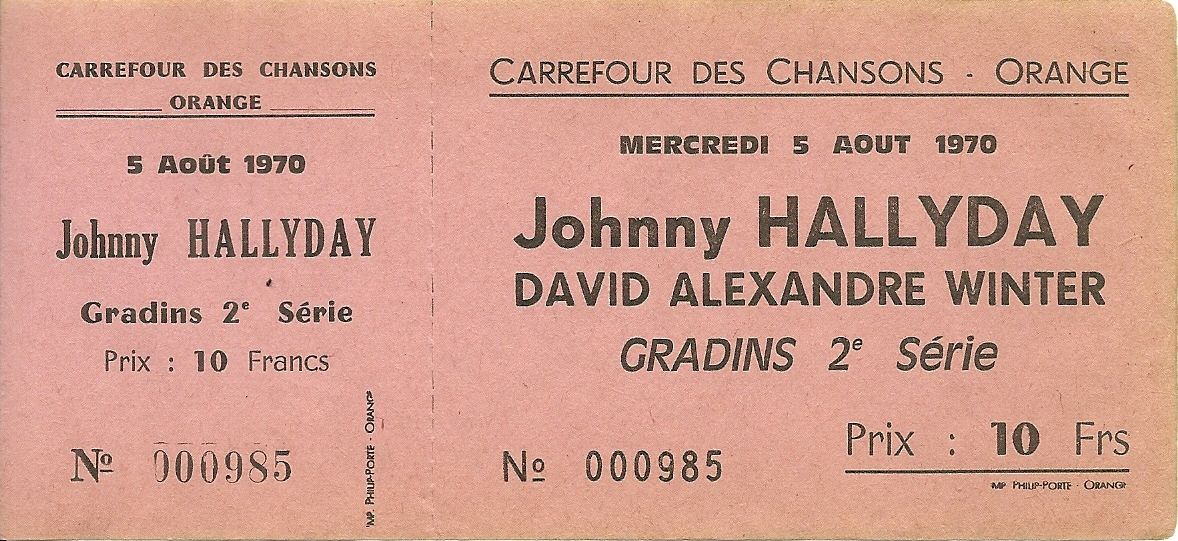 CARREFOUR DES CHANSONS
ORANGE
5 Août 1970
Johnny HALLYDAY
Gradins 2e Série
Prix : 10 Francs
No 000985
IMP. PHILIP-PORTE - ORANGE
CARREFOUR DES CHANSONS - ORANGE
MERCREDI 5 AOUT 1970
Johnny HALLYDAY
DAVID ALEXANDRE WINTER
GRADINS 2e Série
Prix : 10 Frs
No 000985
IMP PHILIP-PORTE - ORANGE